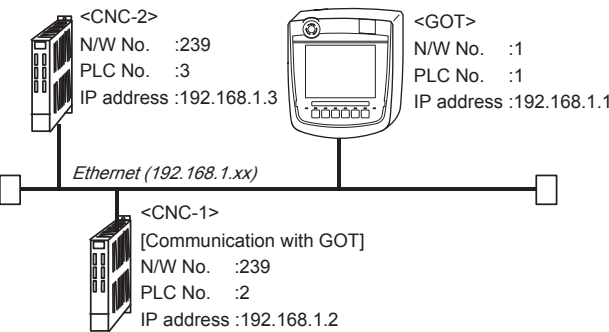 <CNC-2>
N/W No. :239
PLC No. :3
IP address :192.168.1.3
<GOT>
N/W No. :1
PLC No. :1
IP address :192.168.1.1
Ethernet (192.168.1.xx)
<CNC-1>
[Communication with GOT]
N/W No. :239
PLC No. :2
IP address :192.168.1.2